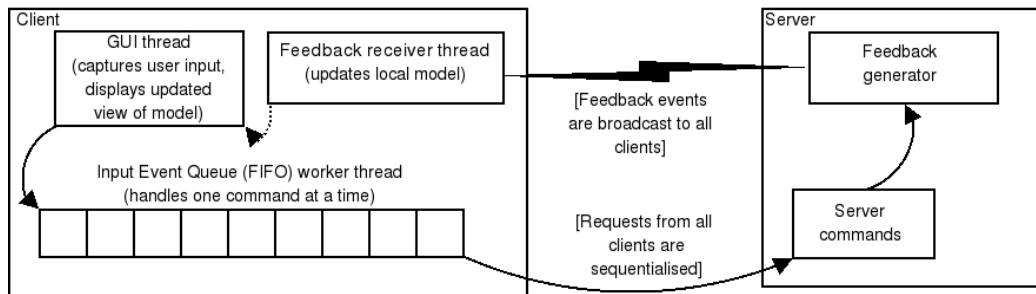 Client
GUI thread
(captures user input,
displays updated
view of model)
Feedback receiver thread
(updates local model)
Input Event Queue (FIFO) worker thread
(handles one command at a time)
[Feedback events
are broadcast to all
clients]
[Requests from all
clients are
sequentialised]
Server
Feedback
generator
Server
commands